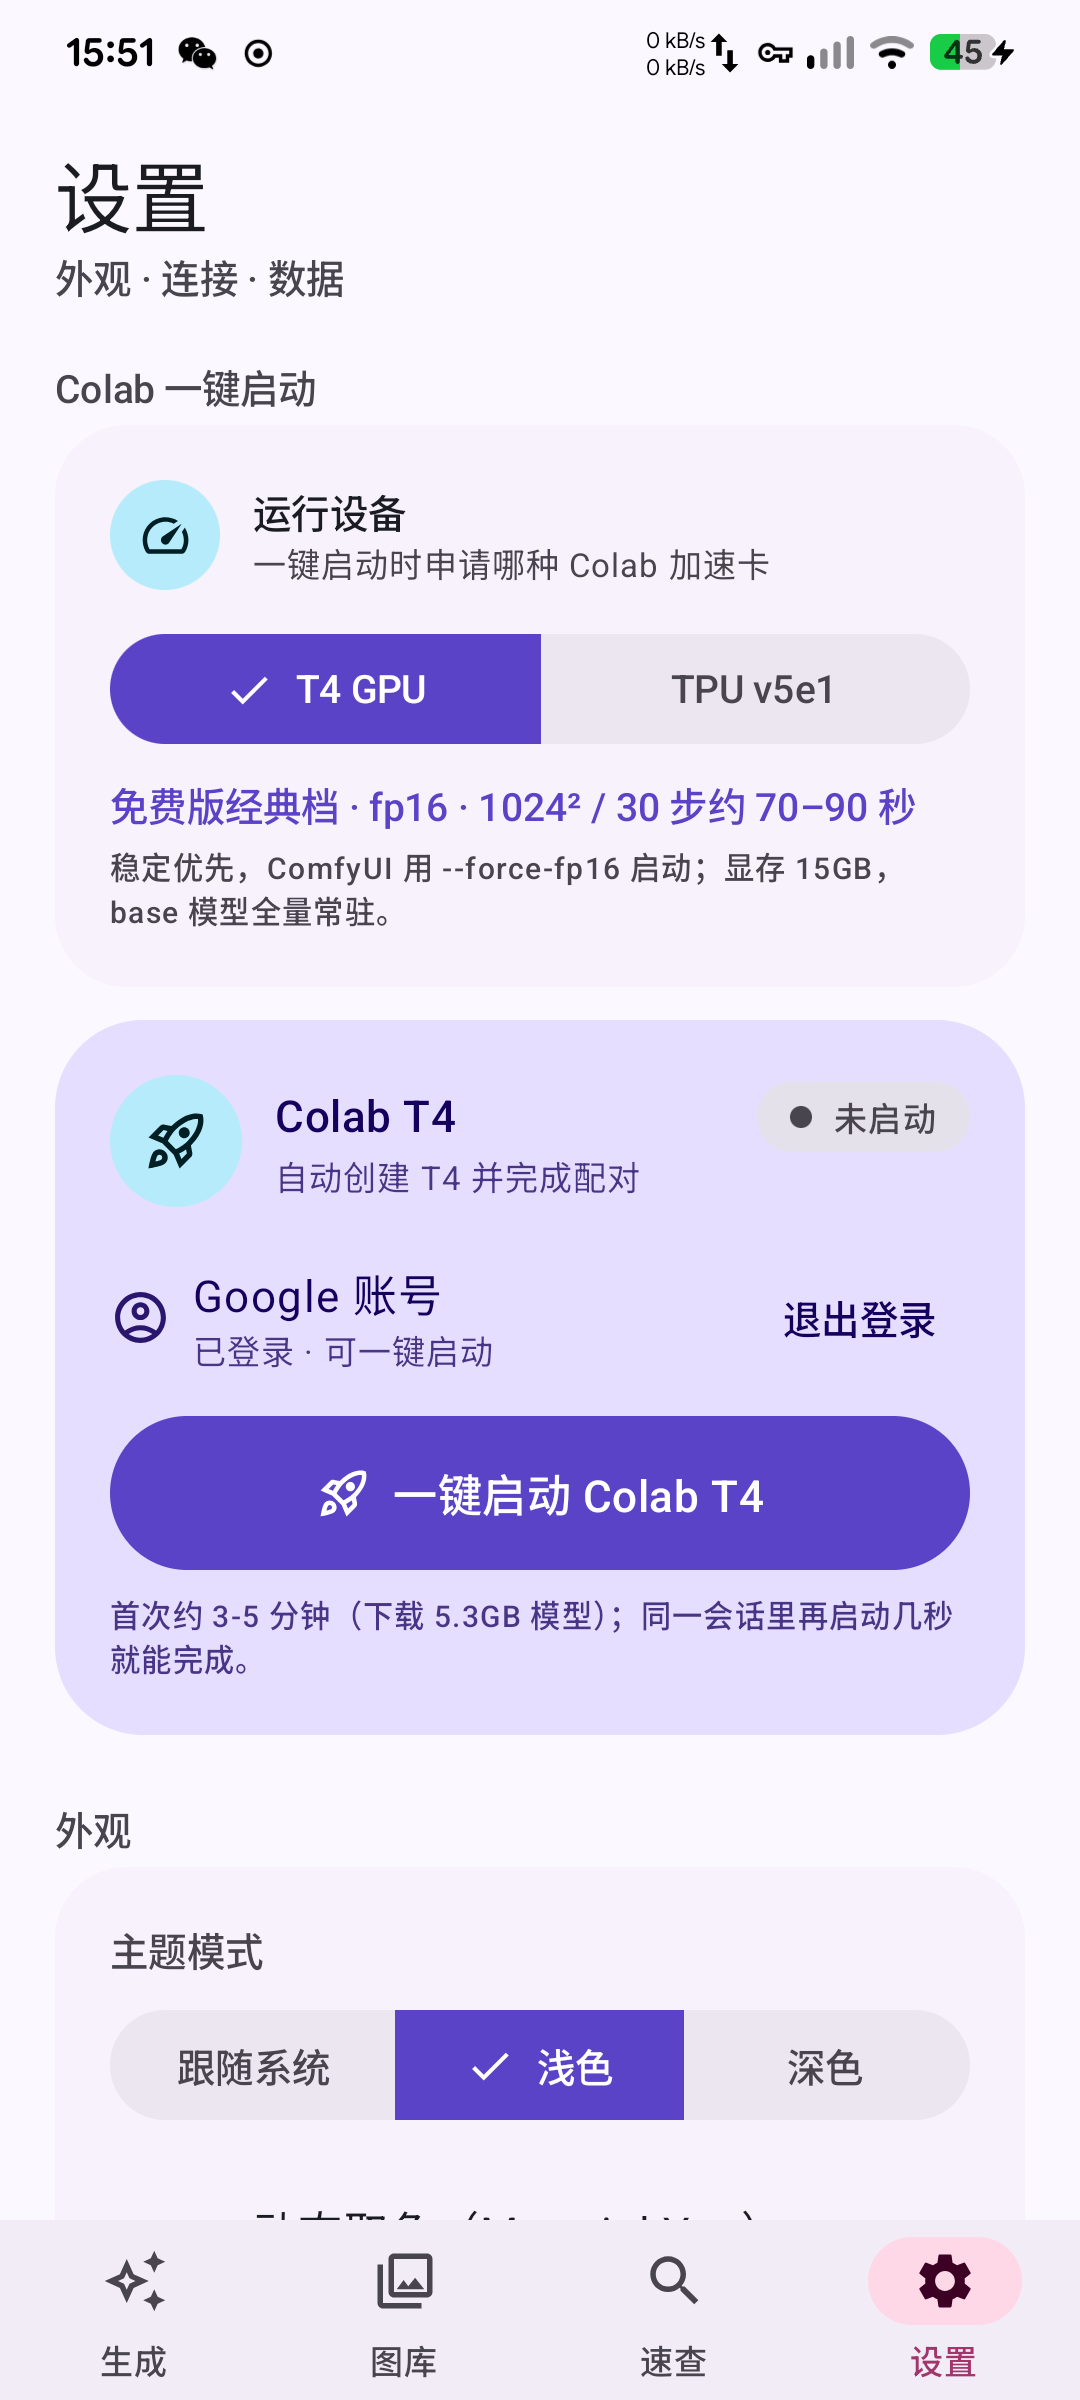 15:51
0 kB/s
0 kB/s
45
设置
外观 · 连接 · 数据
Colab 一键启动
运行设备
一键启动时申请哪种 Colab 加速卡
T4 GPU
TPU v5e1
免费版经典档 · fp16 · 1024² / 30 步约 70–90 秒
稳定优先，ComfyUI 用 --force-fp16 启动；显存 15GB，
base 模型全量常驻。
Colab T4
未启动
自动创建 T4 并完成配对
Google 账号
已登录 · 可一键启动
退出登录
一键启动 Colab T4
首次约 3-5 分钟（下载 5.3GB 模型）；同一会话里再启动几秒
就能完成。
外观
主题模式
跟随系统
浅色
深色
生成
图库
速查
设置